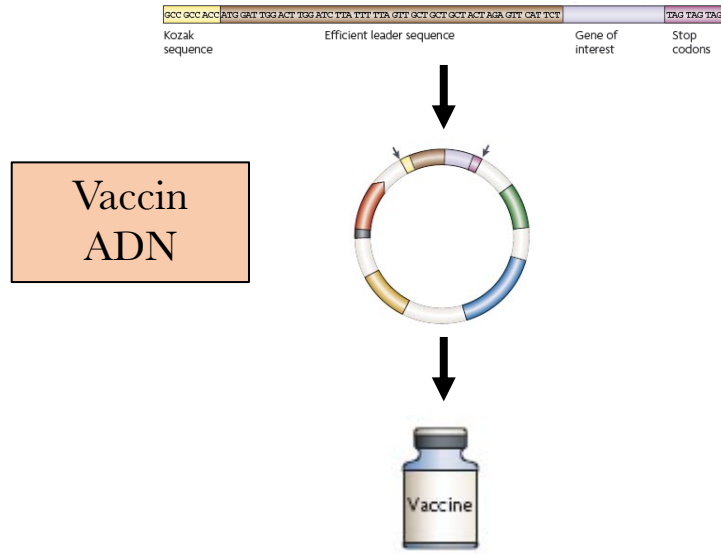 GCC GCC ACC ATG GAT TGG ACT TGG ATC TTA TTT TTA GTT GCT GCT GCT ACT AGA GTT CAT TCT TAG TAG TAG
Kozak sequence
Efficient leader sequence
Gene of interest
Stop codons
Vaccin
ADN
Vaccine